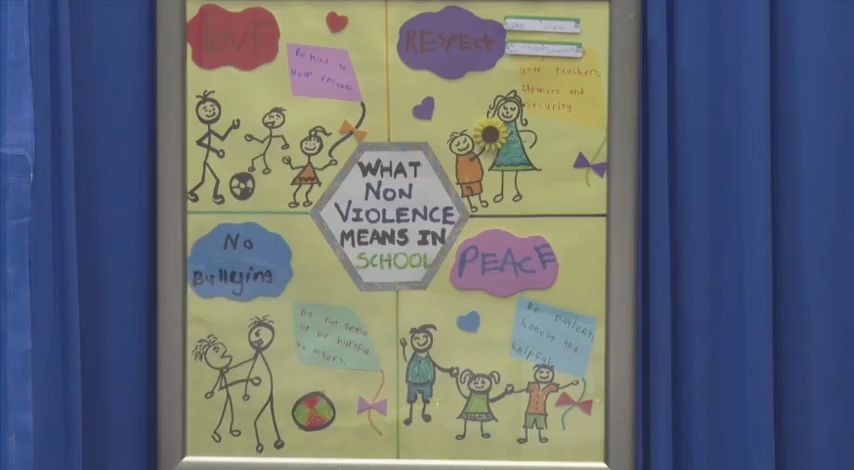 LOVE
Be kind to
your friends
RESPECT
your teachers,
cleaners and
security.
WHAT
NON
VIOLENCE
MEANS IN
SCHOOL
No
Bullying
Do not tease
or be hurtful
to others.
PEACE
Be patient,
honest and
helpful.